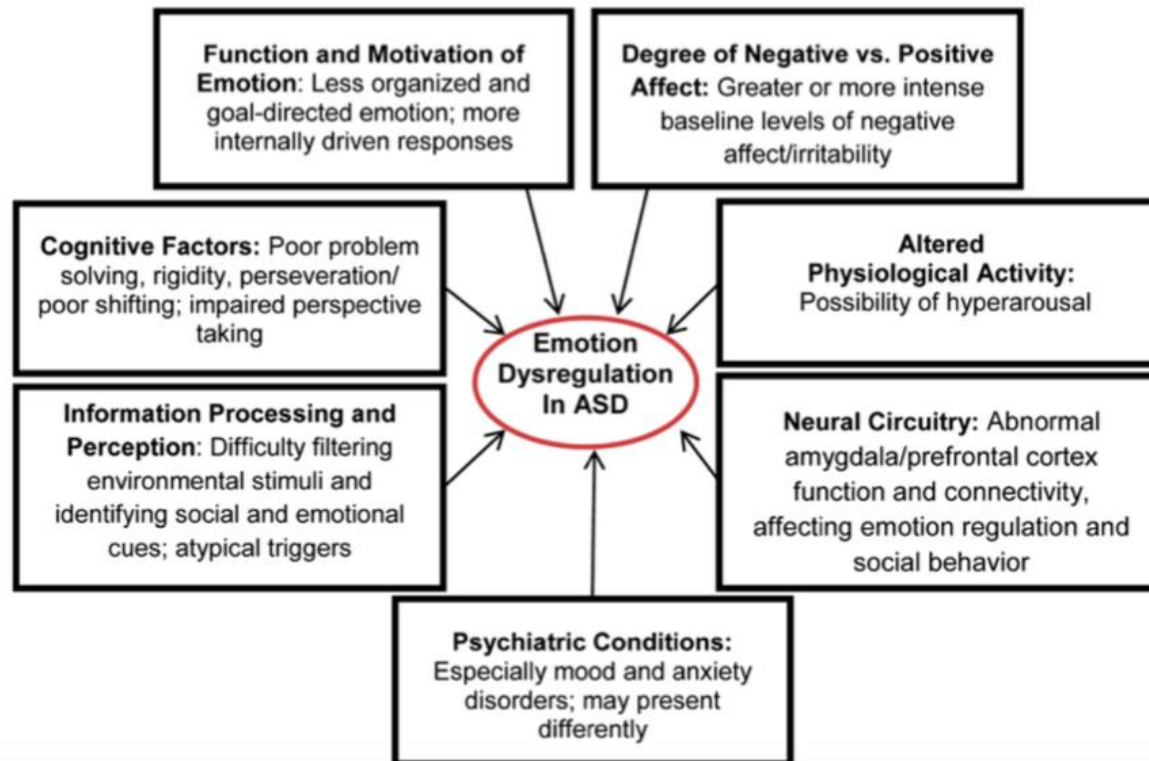 Function and Motivation of
Emotion: Less organized and
goal-directed emotion; more
internally driven responses
Degree of Negative vs. Positive
Affect: Greater or more intense
baseline levels of negative
affect/irritability
Cognitive Factors: Poor problem
solving, rigidity, perseveration/
poor shifting; impaired perspective
taking
Altered
Physiological Activity:
Possibility of hyperarousal
Emotion
Dysregulation
In ASD
Information Processing and
Perception: Difficulty filtering
environmental stimuli and
identifying social and emotional
cues; atypical triggers
Neural Circuitry: Abnormal
amygdala/prefrontal cortex
function and connectivity,
affecting emotion regulation and
social behavior
Psychiatric Conditions:
Especially mood and anxiety
disorders; may present
differently